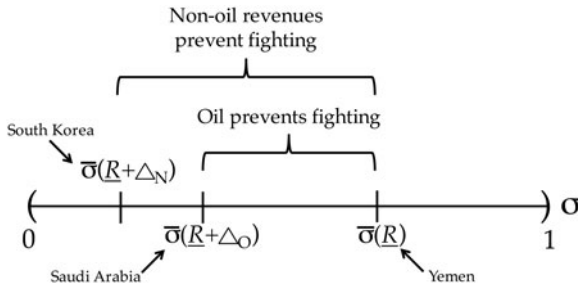 Non-oil revenues
prevent fighting
Oil prevents fighting
South Korea
σ̅(R̲+△N)
( ) σ
0 σ̅(R̲+△O) σ̅(R̲) 1
Saudi Arabia Yemen